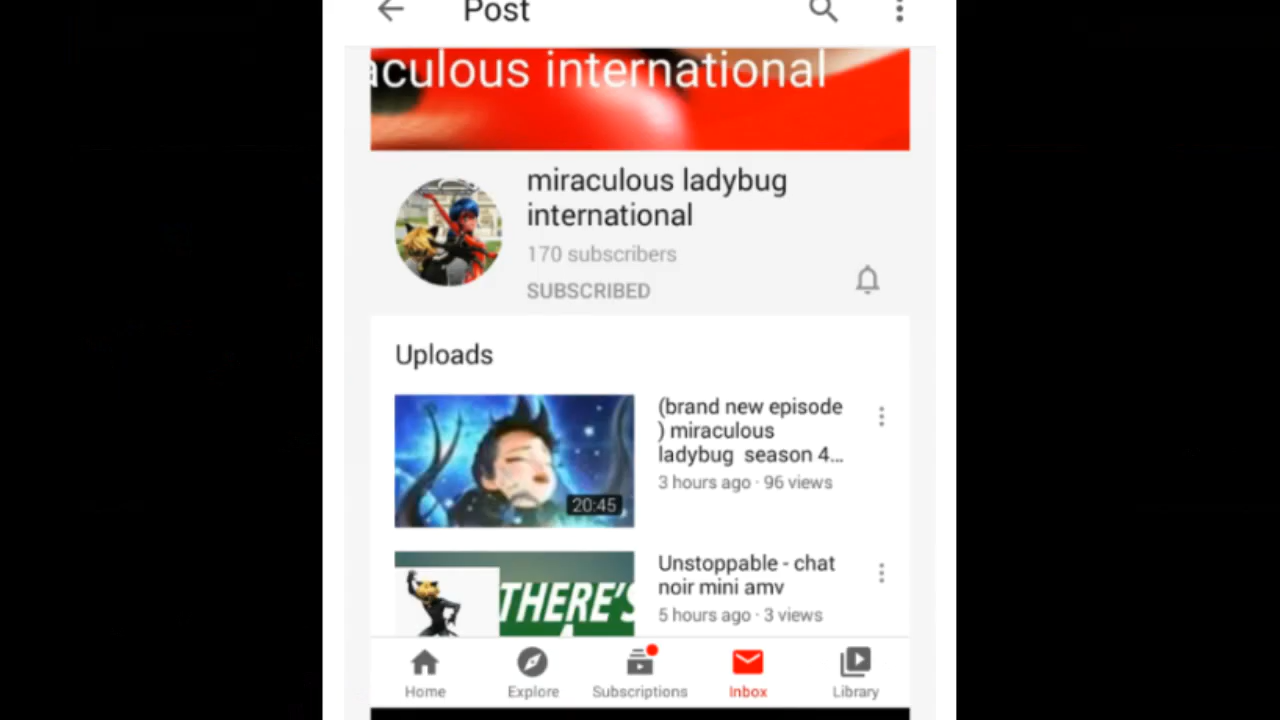 Post
aculous international
miraculous ladybug
international
170 subscribers
SUBSCRIBED
Uploads
(brand new episode
) miraculous
ladybug season 4...
3 hours ago · 96 views
20:45
Unstoppable - chat
noir mini amv
5 hours ago · 3 views
THERE'S
Home Explore Subscriptions Inbox Library